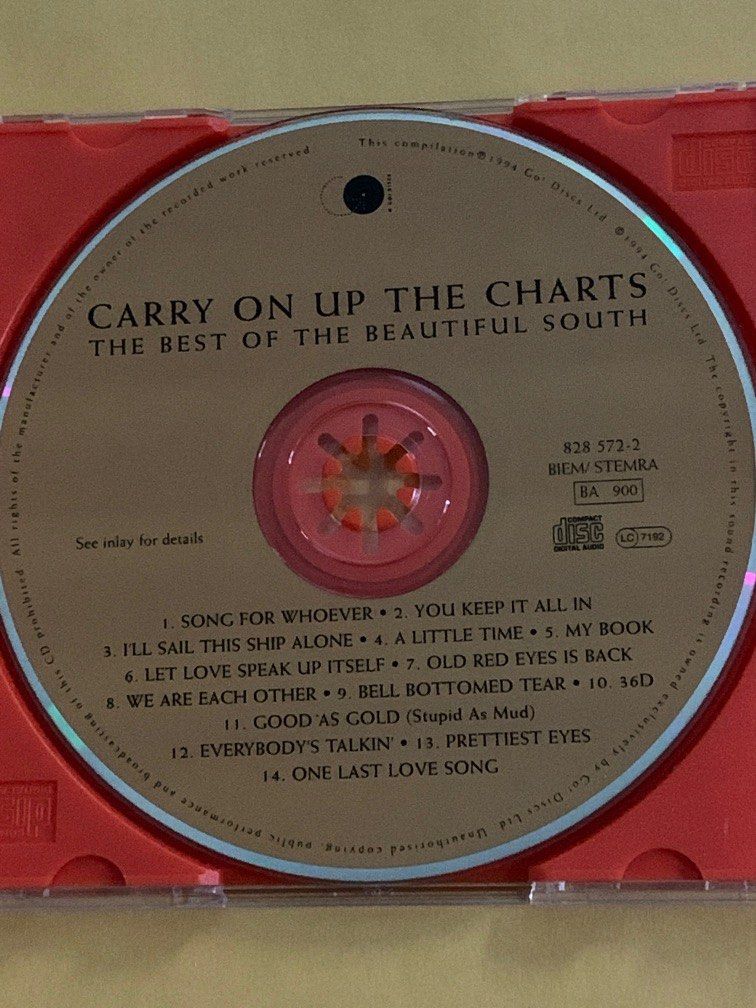 This compilation ℗ 1994 Go! Discs Ltd. © 1994 Go! Discs Ltd. The copyright in this sound recording is owned exclusively by Go! Discs Ltd. Unauthorised copying, public performance and broadcasting of this CD prohibited. All rights of the manufacturer and of the owner of the recorded work reserved.
CARRY ON UP THE CHARTS
THE BEST OF THE BEAUTIFUL SOUTH
828 572-2
BIEM/ STEMRA
BA 900
See inlay for details
COMPACT
disc
DIGITAL AUDIO
LC 7192
1. SONG FOR WHOEVER • 2. YOU KEEP IT ALL IN
3. I'LL SAIL THIS SHIP ALONE • 4. A LITTLE TIME • 5. MY BOOK
6. LET LOVE SPEAK UP ITSELF • 7. OLD RED EYES IS BACK
8. WE ARE EACH OTHER • 9. BELL BOTTOMED TEAR • 10. 36D
11. GOOD AS GOLD (Stupid As Mud)
12. EVERYBODY'S TALKIN' • 13. PRETTIEST EYES
14. ONE LAST LOVE SONG